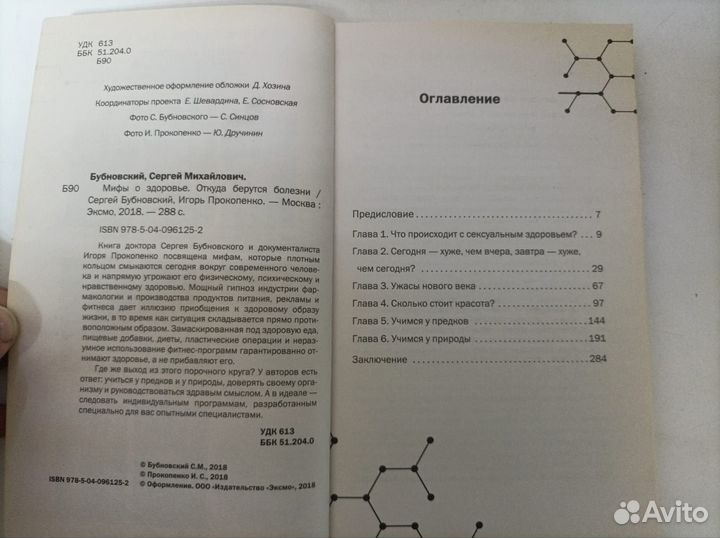 УДК 613
ББК 51.204.0
Б90
Художественное оформление обложки Д. Хозина
Координаторы проекта Е. Шевардина, Е. Сосновская
Фото С. Бубновского — С. Синцов
Фото И. Прокопенко — Ю. Дручинин
Бубновский, Сергей Михайлович.
Б90 Мифы о здоровье. Откуда берутся болезни /
Сергей Бубновский, Игорь Прокопенко. — Москва :
Эксмо, 2018. — 288 с.
ISBN 978-5-04-096125-2
Книга доктора Сергея Бубновского и документалиста
Игоря Прокопенко посвящена мифам, которые плотным
кольцом смыкаются сегодня вокруг современного челове-
ка и напрямую угрожают его физическому, психическому и
нравственному здоровью. Мощный гипноз индустрии фар-
макологии и производства продуктов питания, рекламы и
фитнеса дает иллюзию приобщения к здоровому образу
жизни, в то время как ситуация складывается прямо проти-
воположным образом. Замаскированная под здоровую еда,
пищевые добавки, диеты, пластические операции и нераз-
умное использование фитнес-программ гарантированно от-
нимают здоровье, а не прибавляют его.
Где же выход из этого порочного круга? У авторов есть
ответ: учиться у предков и у природы, доверять своему орга-
низму и руководствоваться здравым смыслом. А в идеале —
следовать индивидуальным программам, разработанным
специально для вас опытными специалистами.
УДК 613
ББК 51.204.0
© Бубновский С.М., 2018
© Прокопенко И. С., 2018
ISBN 978-5-04-096125-2 © Оформление. ООО «Издательство «Эксмо», 2018
Оглавление
Предисловие 7
Глава 1. Что происходит с сексуальным здоровьем? 9
Глава 2. Сегодня — хуже, чем вчера, завтра — хуже,
чем сегодня? 29
Глава 3. Ужасы нового века 67
Глава 4. Сколько стоит красота? 97
Глава 5. Учимся у предков 144
Глава 6. Учимся у природы 191
Заключение 284
Avito